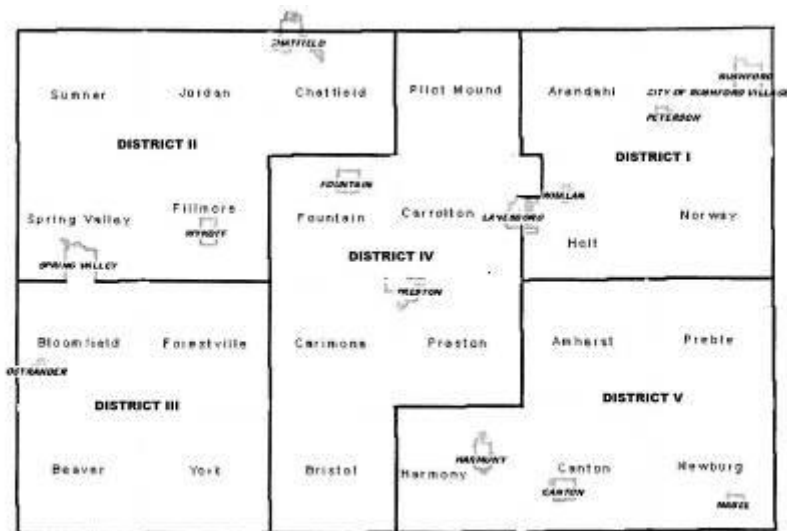 CHATFIELD
RUSHFORD
Sumner
Jordan
Chatfield
Pilot Mound
Arendahl
CITY OF RUSHFORD VILLAGE
PETERSON
DISTRICT II
DISTRICT I
FOUNTAIN
WHALAN
Spring Valley
Fillmore
Fountain
Carrolton
LANESBORO
Norway
WYKOFF
Holt
DISTRICT IV
SPRING VALLEY
PRESTON
Bloomfield
Forestville
Carimona
Preston
Amherst
Preble
OSTRANDER
DISTRICT III
DISTRICT V
Beaver
York
Bristol
Harmony
HARMONY
Canton
Newburg
CANTON
MABEL